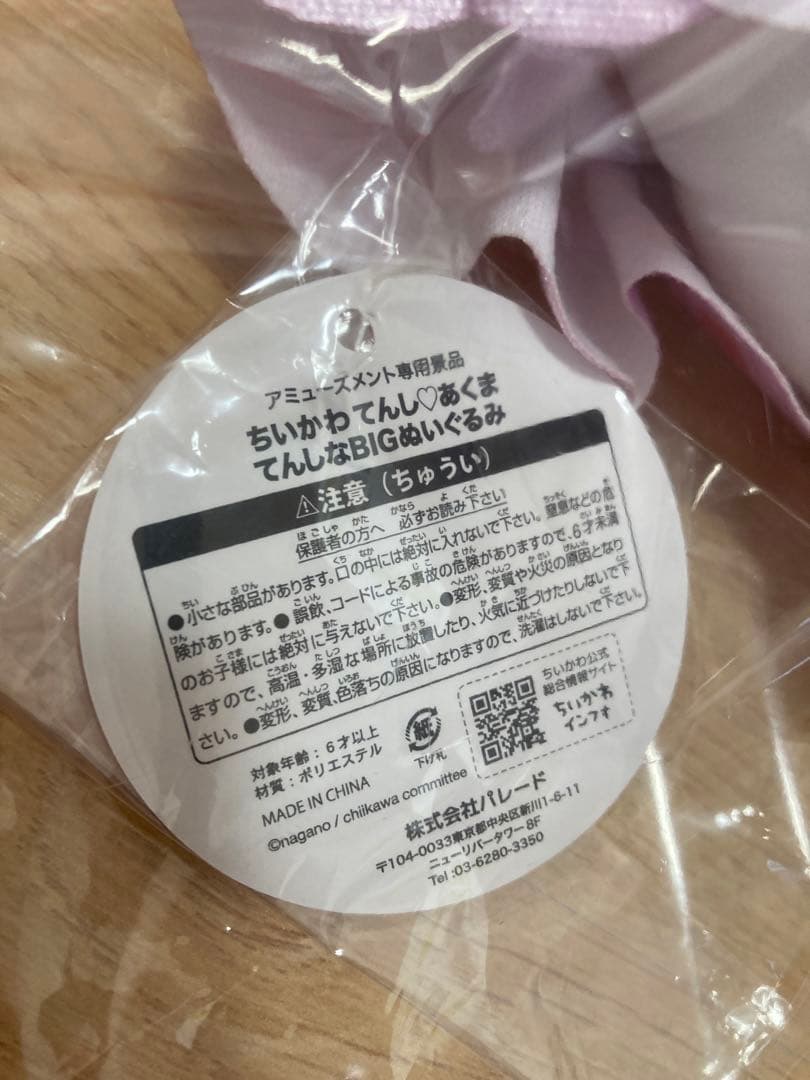 アミューズメント専用景品
ちいかわ てんし♡あくま
てんしなBIGぬいぐるみ
⚠注意（ちゅうい）
保護者の方へ 必ずお読み下さい
●小さな部品があります。口の中には絶対に入れないで下さい。窒息などの危
険があります。●誤飲、コードによる事故の危険がありますので、6才未満
のお子様には絶対に与えないで下さい。●変形、変質や火災の原因となり
ますので、高温・多湿な場所に放置したり、火気に近づけたりしないで下
さい。●変形、変質、色落ちの原因になりますので、洗濯はしないで下さい。
対象年齢：6才以上
材質：ポリエステル
MADE IN CHINA
紙
下げ札
ちいかわ公式
総合情報サイト
ちいかわ
インフォ
©nagano / chiikawa committee
株式会社パレード
〒104-0033東京都中央区新川1-6-11
ニューリバータワー8F
Tel :03-6280-3350